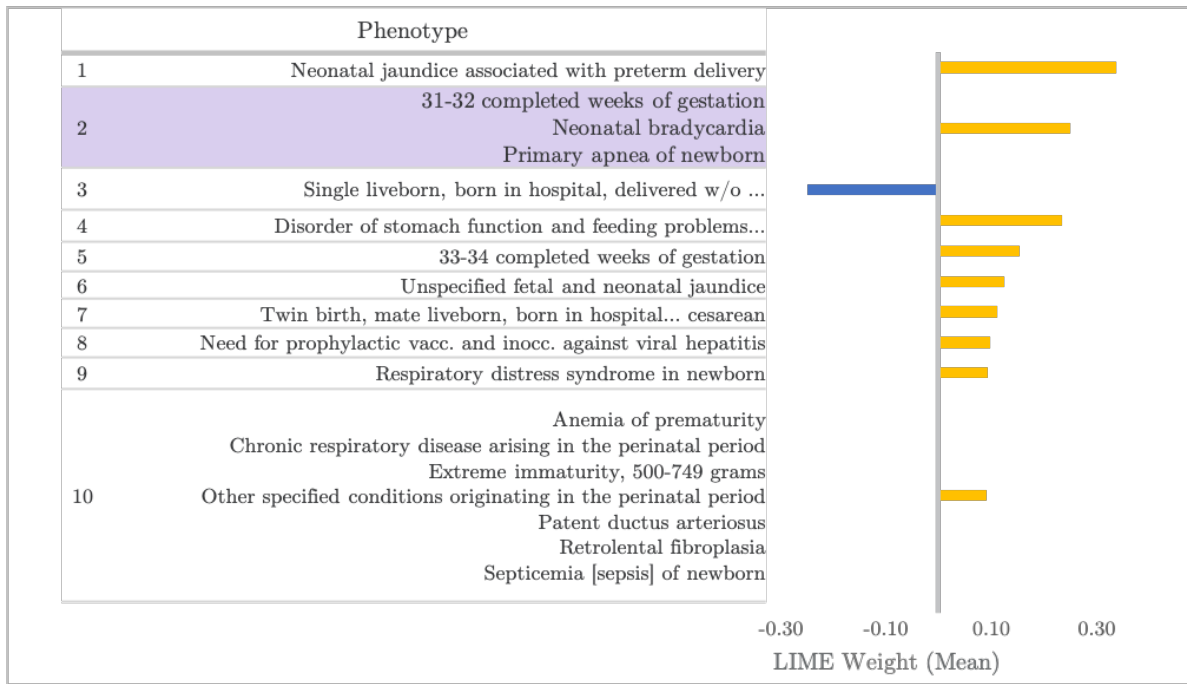 Phenotype
1 Neonatal jaundice associated with preterm delivery
31-32 completed weeks of gestation
2 Neonatal bradycardia
Primary apnea of newborn
3 Single liveborn, born in hospital, delivered w/o ...
4 Disorder of stomach function and feeding problems...
5 33-34 completed weeks of gestation
6 Unspecified fetal and neonatal jaundice
7 Twin birth, mate liveborn, born in hospital... cesarean
8 Need for prophylactic vacc. and inocc. against viral hepatitis
9 Respiratory distress syndrome in newborn
Anemia of prematurity
Chronic respiratory disease arising in the perinatal period
Extreme immaturity, 500-749 grams
10 Other specified conditions originating in the perinatal period
Patent ductus arteriosus
Retrolental fibroplasia
Septicemia [sepsis] of newborn
-0.30 -0.10 0.10 0.30
LIME Weight (Mean)